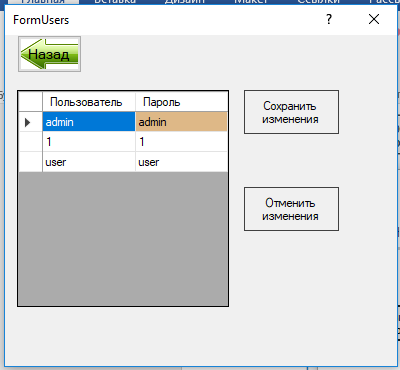 Главная Вставка Дизайн Макет Ссылки
FormUsers ?
Назад
Пользователь Пароль
admin admin
1 1
user user
Сохранить
изменения
Отменить
изменения